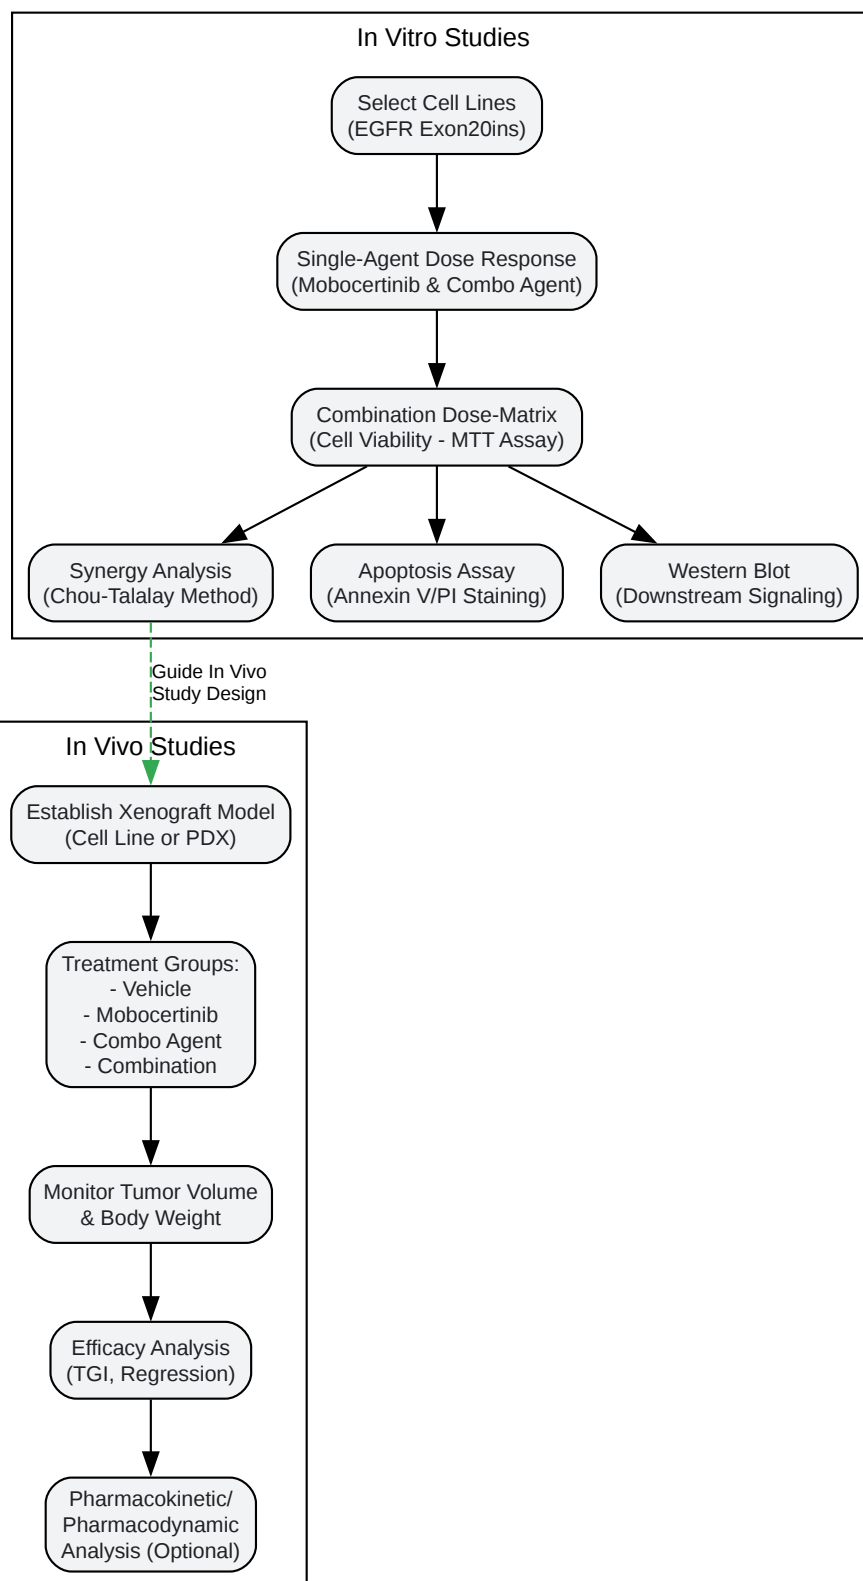 In Vitro Studies
Select Cell Lines
(EGFR Exon20ins)
Single-Agent Dose Response
(Mobocertinib & Combo Agent)
Combination Dose-Matrix
(Cell Viability - MTT Assay)
Synergy Analysis
(Chou-Talalay Method)
Apoptosis Assay
(Annexin V/PI Staining)
Western Blot
(Downstream Signaling)
Guide In Vivo
Study Design
In Vivo Studies
Establish Xenograft Model
(Cell Line or PDX)
Treatment Groups:
- Vehicle
- Mobocertinib
- Combo Agent
- Combination
Monitor Tumor Volume
& Body Weight
Efficacy Analysis
(TGI, Regression)
Pharmacokinetic/
Pharmacodynamic
Analysis (Optional)